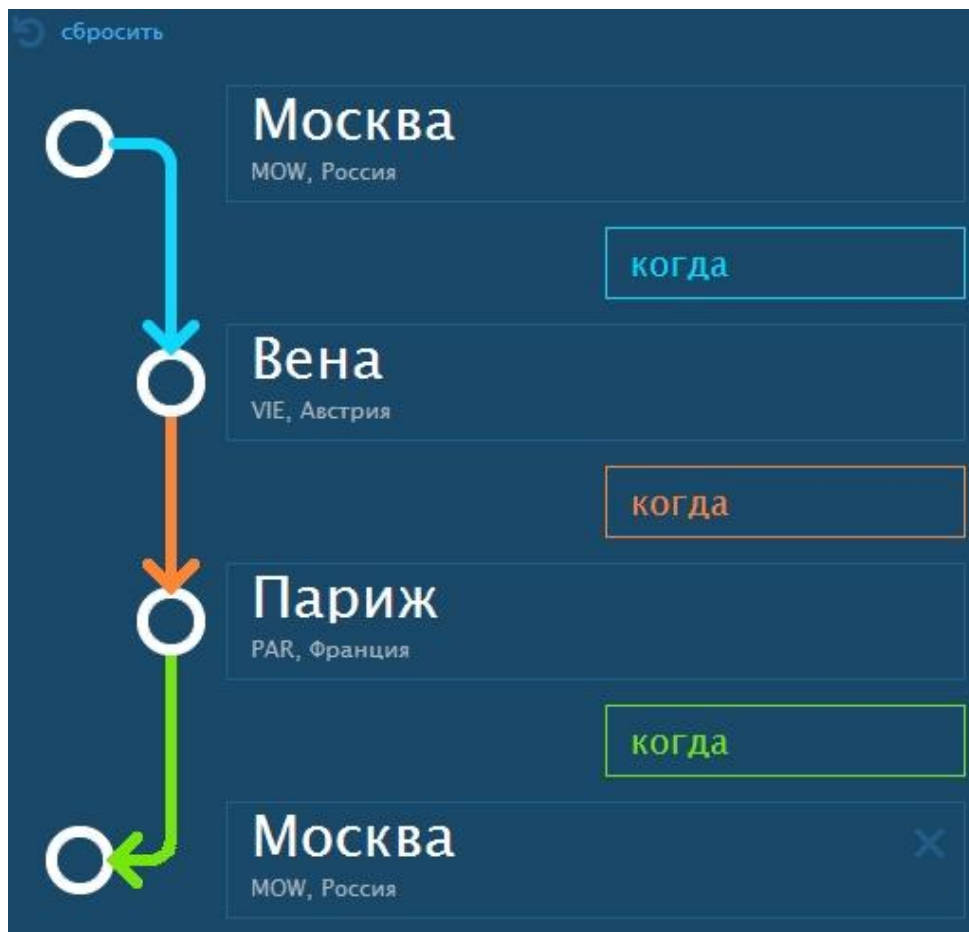 сбросить
Москва
MOW, Россия
когда
Вена
VIE, Австрия
когда
Париж
PAR, Франция
когда
Москва
MOW, Россия